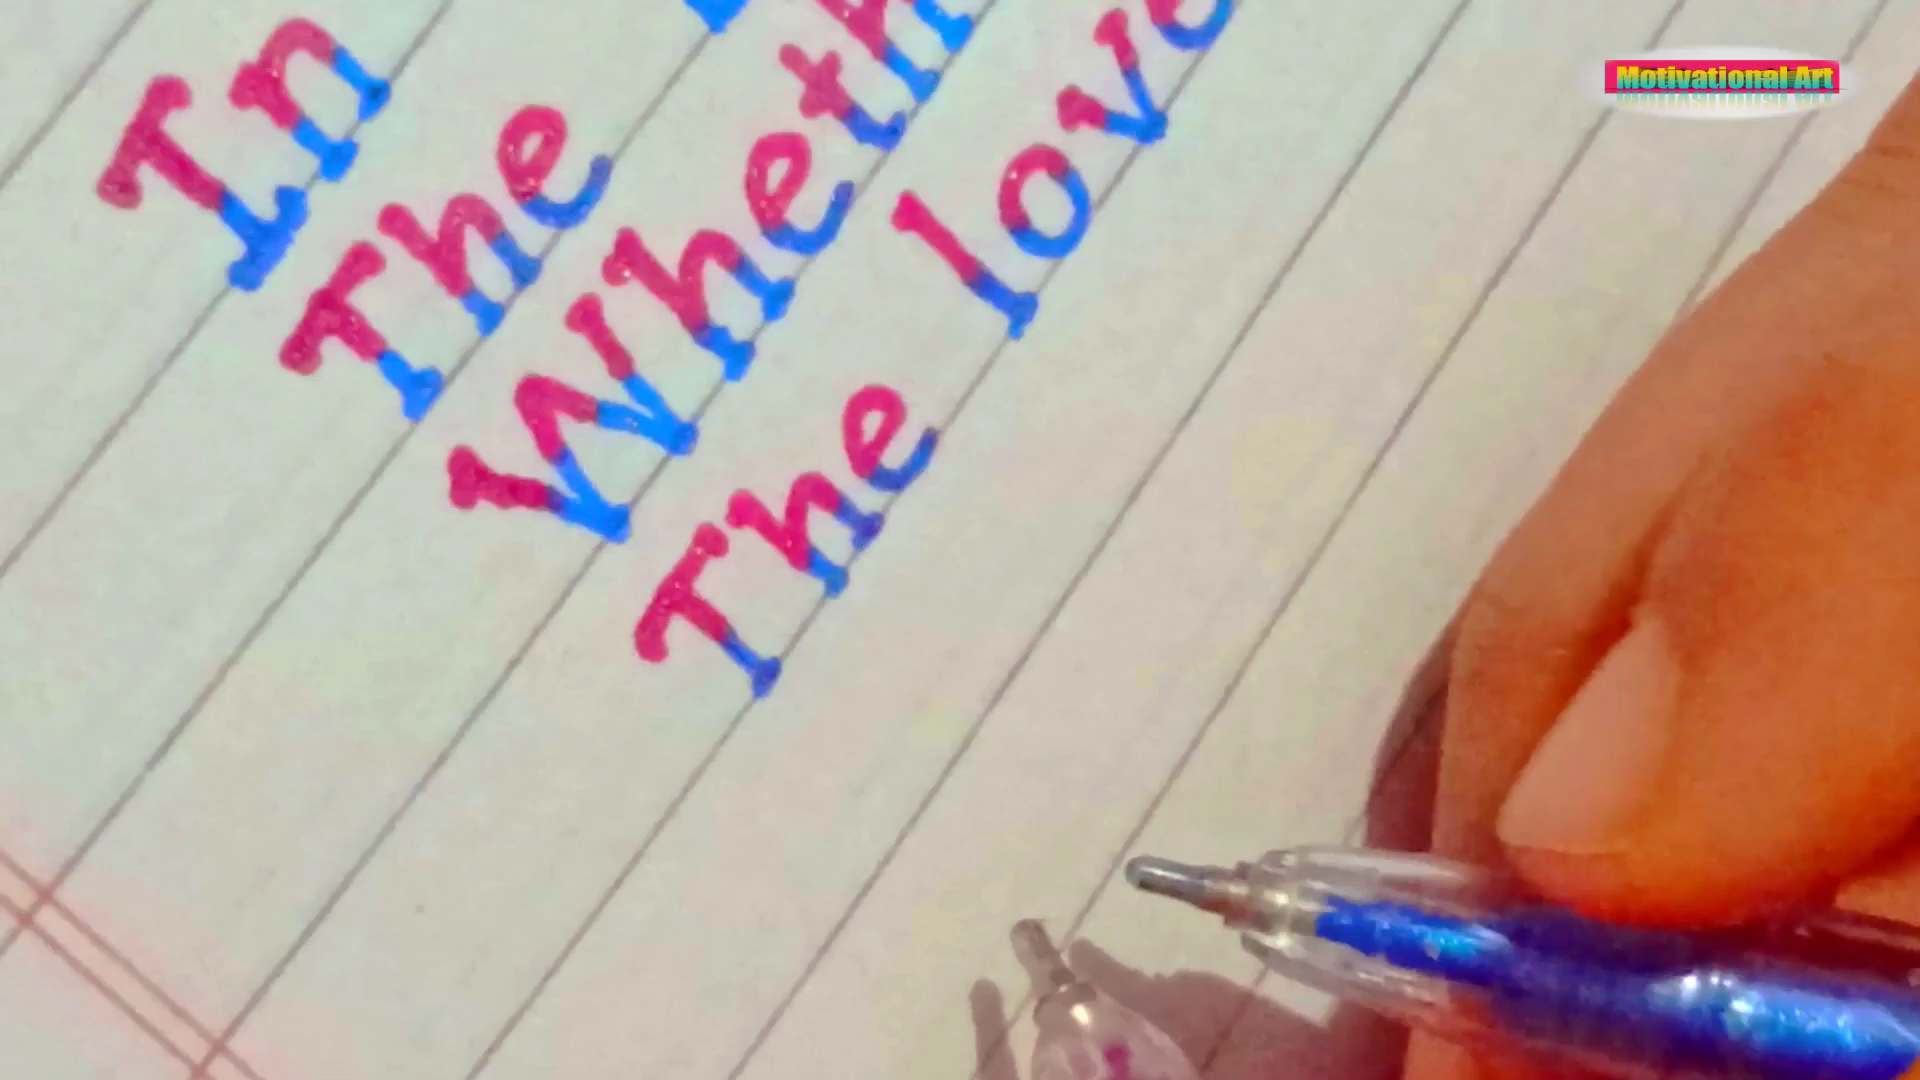 In
The
Wheth
The love
Motivational Art